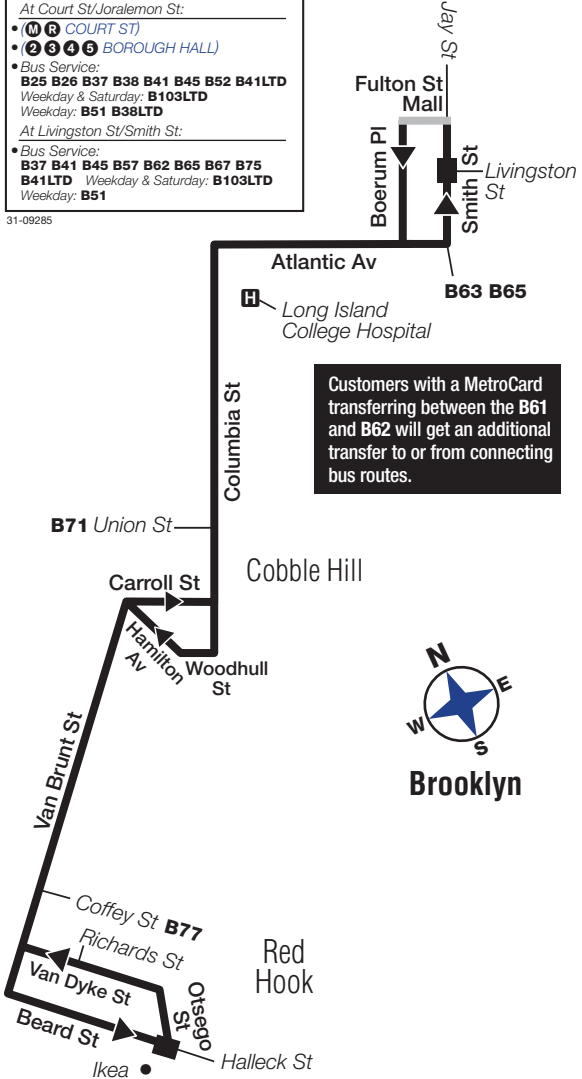 At Court St/Joralemon St:
• (M R COURT ST)
• (2 3 4 5 BOROUGH HALL)
• Bus Service:
B25 B26 B37 B38 B41 B45 B52 B41LTD
Weekday & Saturday: B103LTD
Weekday: B51 B38LTD
At Livingston St/Smith St:
• Bus Service:
B37 B41 B45 B57 B62 B65 B67 B75
B41LTD Weekday & Saturday: B103LTD
Weekday: B51
31-09285
Jay St
Fulton St
Mall
Boerum Pl
Smith St
Livingston
St
Atlantic Av
B63 B65
H
Long Island
College Hospital
Customers with a MetroCard
transferring between the B61
and B62 will get an additional
transfer to or from connecting
bus routes.
Columbia St
B71 Union St
Cobble Hill
Carroll St
Hamilton
Av
Woodhull
St
N
E
W
S
Brooklyn
Van Brunt St
Coffey St B77
Richards St
Red
Hook
Van Dyke St
Otsego
St
Beard St
Halleck St
Ikea